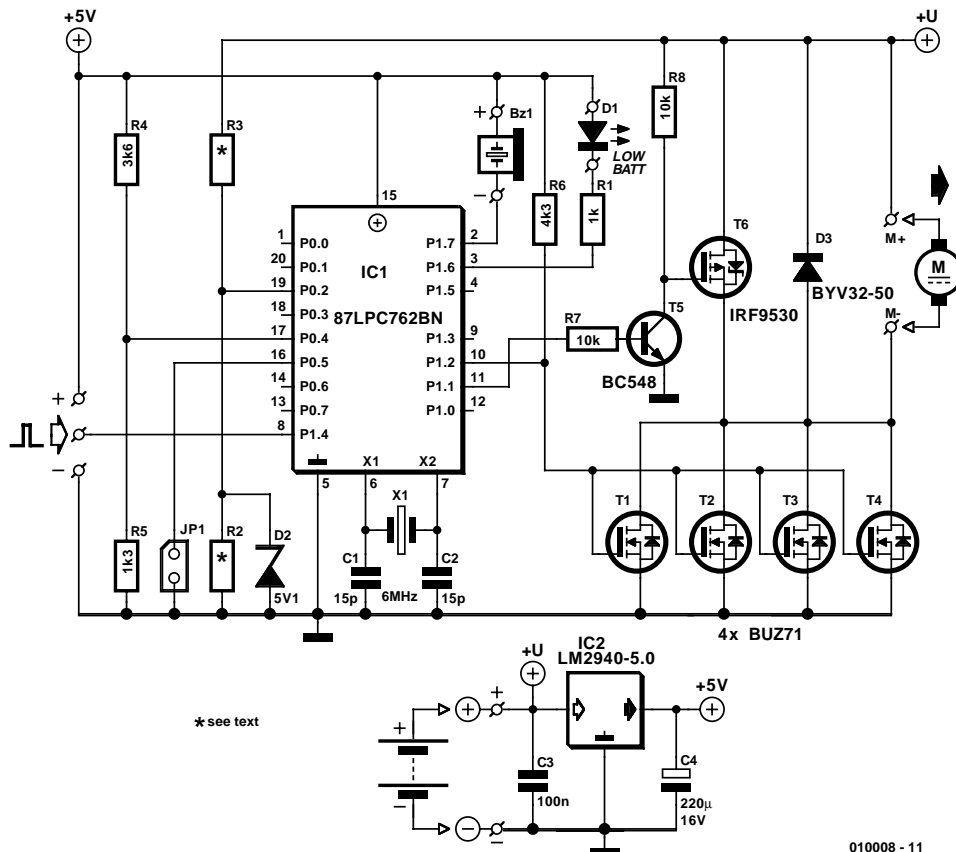 +5V
+U
R4
3k6
R3
*
+
Bz1
−
D1
LOW
BATT
R8
10k
R6
4k3
R1
1k
15
1 P0.0
20 P0.1
19 P0.2
18 P0.3
17 P0.4
16 P0.5
14 P0.6
13 P0.7
8 P1.4
IC1
87LPC762BN
P1.7 2
P1.6 3
P1.5 4
P1.3 9
P1.2 10
P1.1 11
P1.0 12
X1 X2
5 6 7
R7
10k
T5
BC548
T6
IRF9530
D3
BYV32-50
M+
M
M-
+
−
R5
1k3
JP1
R2
*
D2
5V1
X1
C1 C2
15p 6MHz 15p
T1 T2 T3 T4
4x BUZ71
* see text
+U
IC2
LM2940-5.0
+5V
+ + +
− − −
C3
100n
C4
220µ
16V
010008 - 11